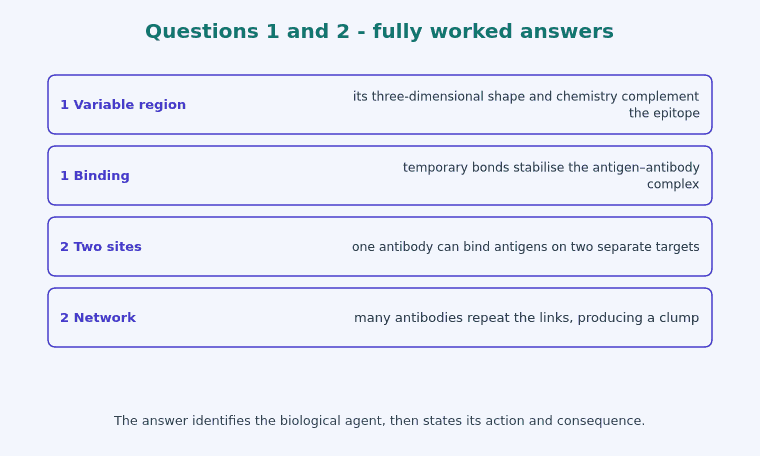 Questions 1 and 2 - fully worked answers
1 Variable region
its three-dimensional shape and chemistry complement
the epitope
1 Binding
temporary bonds stabilise the antigen–antibody
complex
2 Two sites
one antibody can bind antigens on two separate targets
2 Network
many antibodies repeat the links, producing a clump
The answer identifies the biological agent, then states its action and consequence.